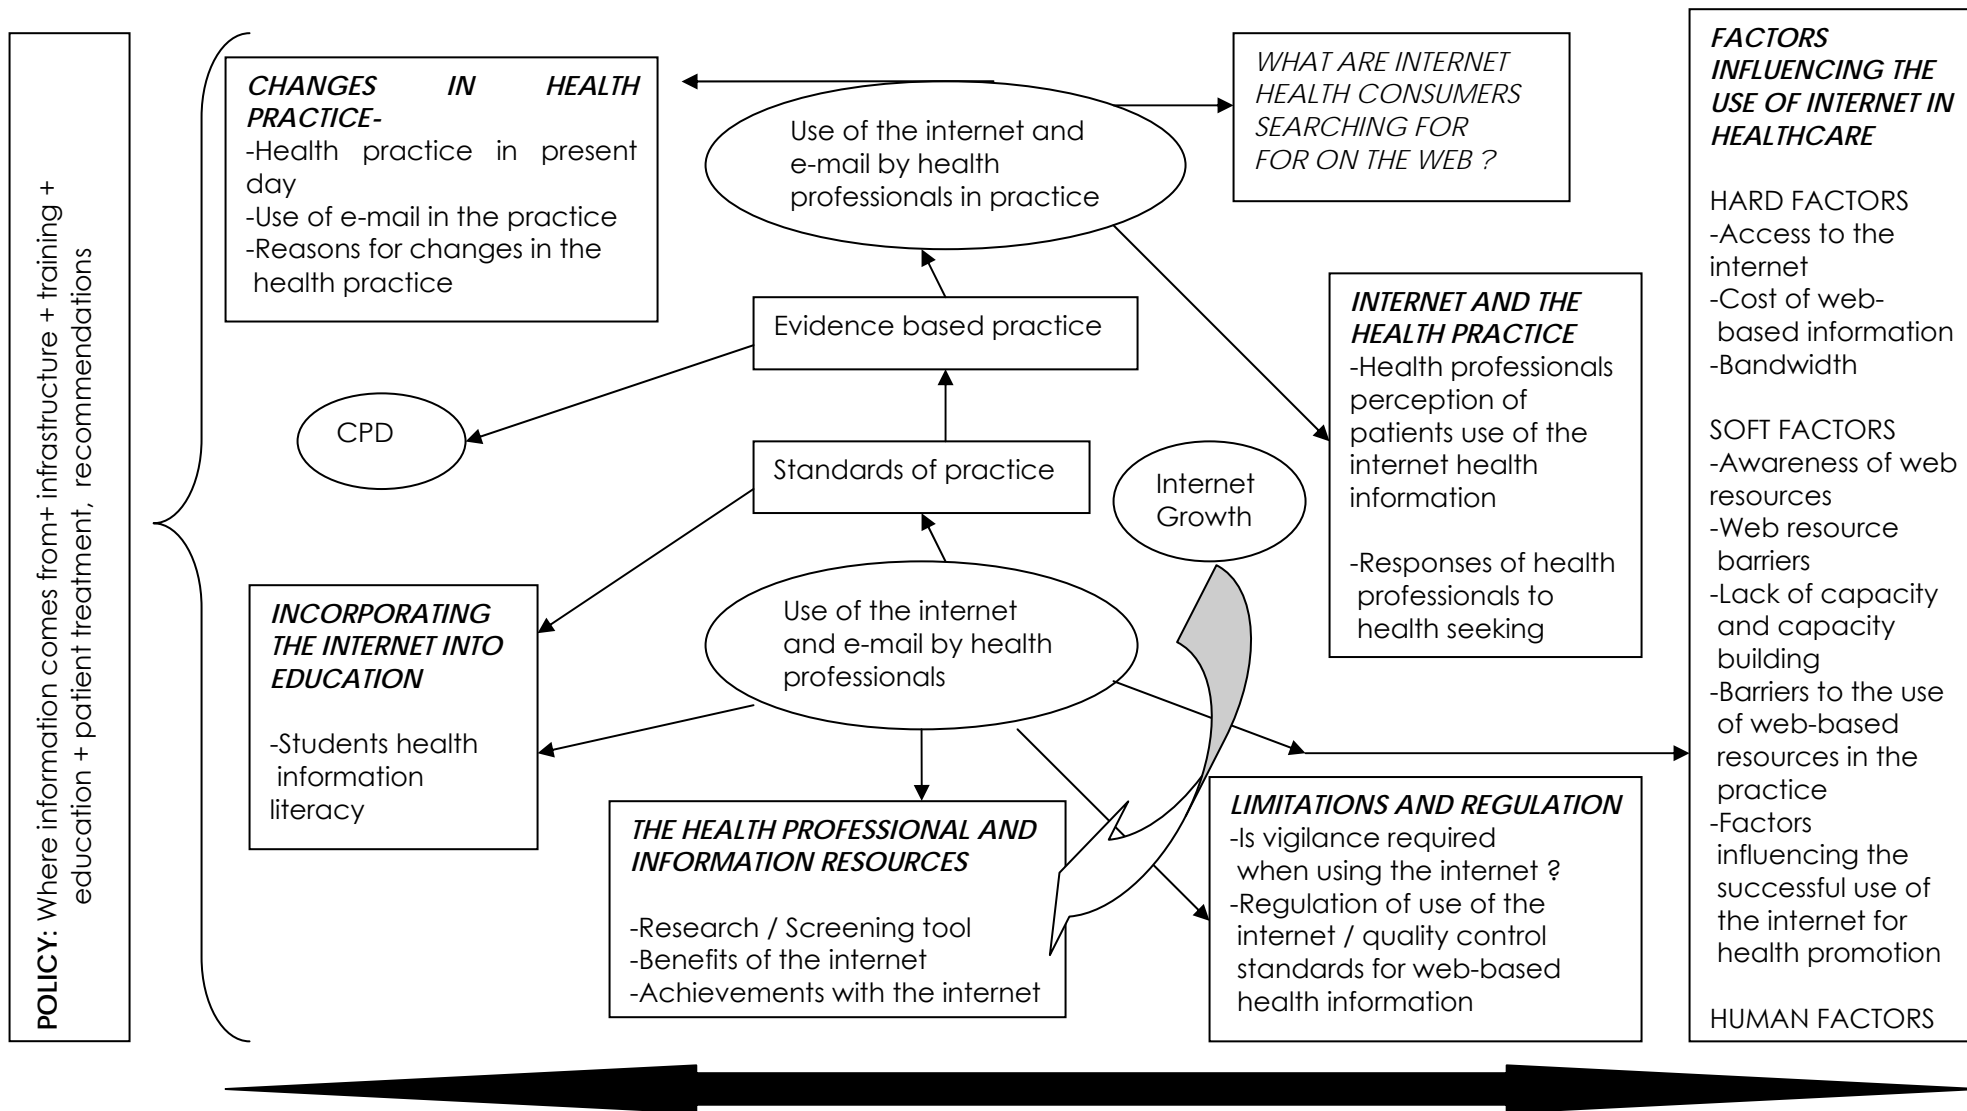 POLICY: Where information comes from+ infrastructure + training +
education + patient treatment, recommendations
CHANGES IN HEALTH
PRACTICE-
-Health practice in present
day
-Use of e-mail in the practice
-Reasons for changes in the
health practice
Use of the internet and
e-mail by health
professionals in practice
WHAT ARE INTERNET
HEALTH CONSUMERS
SEARCHING FOR
FOR ON THE WEB ?
Evidence based practice
CPD
Standards of practice
Internet
Growth
INTERNET AND THE
HEALTH PRACTICE
-Health professionals
perception of
patients use of the
internet health
information
-Responses of health
professionals to
health seeking
INCORPORATING
THE INTERNET INTO
EDUCATION
-Students health
information
literacy
Use of the internet
and e-mail by health
professionals
THE HEALTH PROFESSIONAL AND
INFORMATION RESOURCES
-Research / Screening tool
-Benefits of the internet
-Achievements with the internet
LIMITATIONS AND REGULATION
-Is vigilance required
when using the internet ?
-Regulation of use of the
internet / quality control
standards for web-based
health information
FACTORS
INFLUENCING THE
USE OF INTERNET IN
HEALTHCARE
HARD FACTORS
-Access to the
internet
-Cost of web-
based information
-Bandwidth
SOFT FACTORS
-Awareness of web
resources
-Web resource
barriers
-Lack of capacity
and capacity
building
-Barriers to the use
of web-based
resources in the
practice
-Factors
influencing the
successful use of
the internet for
health promotion
HUMAN FACTORS